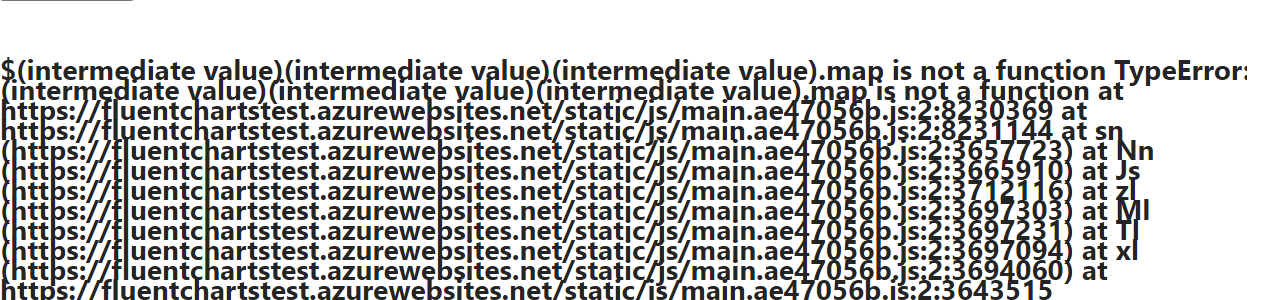 $(intermediate value)(intermediate value)(intermediate value).map is not a function TypeError:
(intermediate value)(intermediate value)(intermediate value).map is not a function at
https://fluentchartstest.azurewebsites.net/static/js/main.ae47056b.js:2:8230369 at
https://fluentchartstest.azurewebsites.net/static/js/main.ae47056b.js:2:8231144 at sn
(https://fluentchartstest.azurewebsites.net/static/js/main.ae47056b.js:2:3657723) at Nn
(https://fluentchartstest.azurewebsites.net/static/js/main.ae47056b.js:2:3665910) at Js
(https://fluentchartstest.azurewebsites.net/static/js/main.ae47056b.js:2:3712116) at zl
(https://fluentchartstest.azurewebsites.net/static/js/main.ae47056b.js:2:3697303) at Ml
(https://fluentchartstest.azurewebsites.net/static/js/main.ae47056b.js:2:3697231) at Tl
(https://fluentchartstest.azurewebsites.net/static/js/main.ae47056b.js:2:3697094) at xl
(https://fluentchartstest.azurewebsites.net/static/js/main.ae47056b.js:2:3694060) at
https://fluentchartstest.azurewebsites.net/static/js/main.ae47056b.js:2:3643515